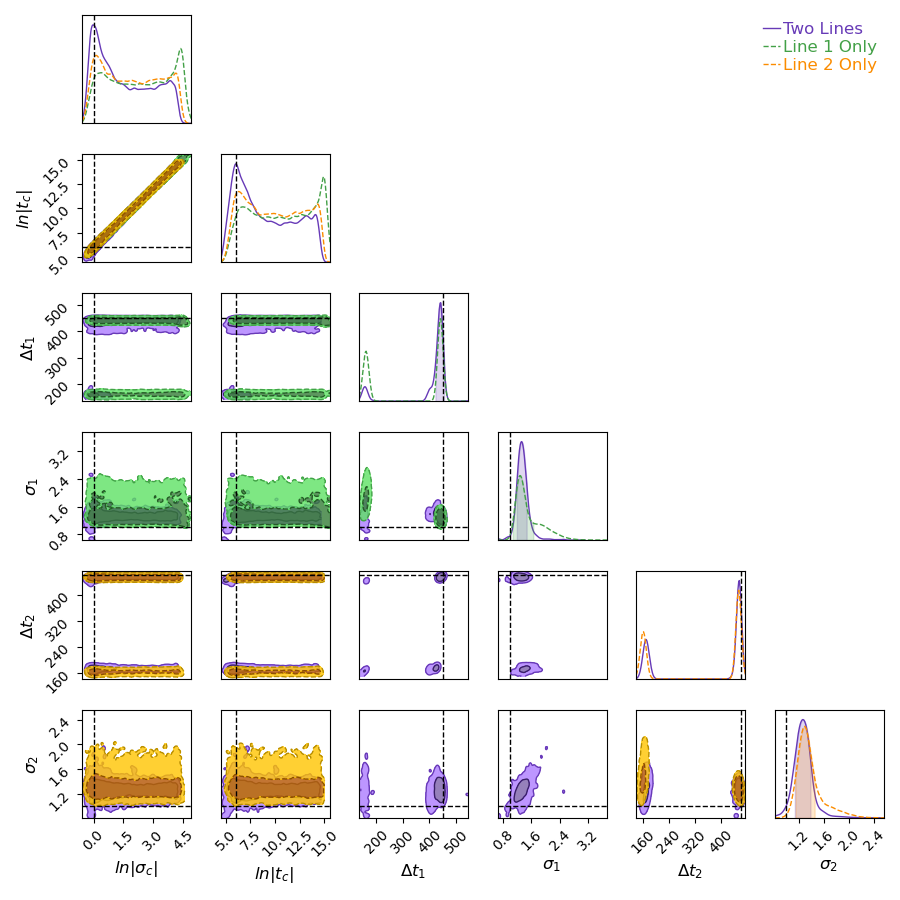 Two Lines
Line 1 Only
Line 2 Only
ln|t_c|
15.0
12.5
10.0
7.5
5.0
Δt₁
500
400
300
200
σ₁
3.2
2.4
1.6
0.8
Δt₂
400
320
240
160
σ₂
2.4
2.0
1.6
1.2
0.0 1.5 3.0 4.5
5.0 7.5 10.0 12.5 15.0
200 300 400 500
0.8 1.6 2.4 3.2
160 240 320 400
1.2 1.6 2.0 2.4
ln|σ_c| ln|t_c| Δt₁ σ₁ Δt₂ σ₂